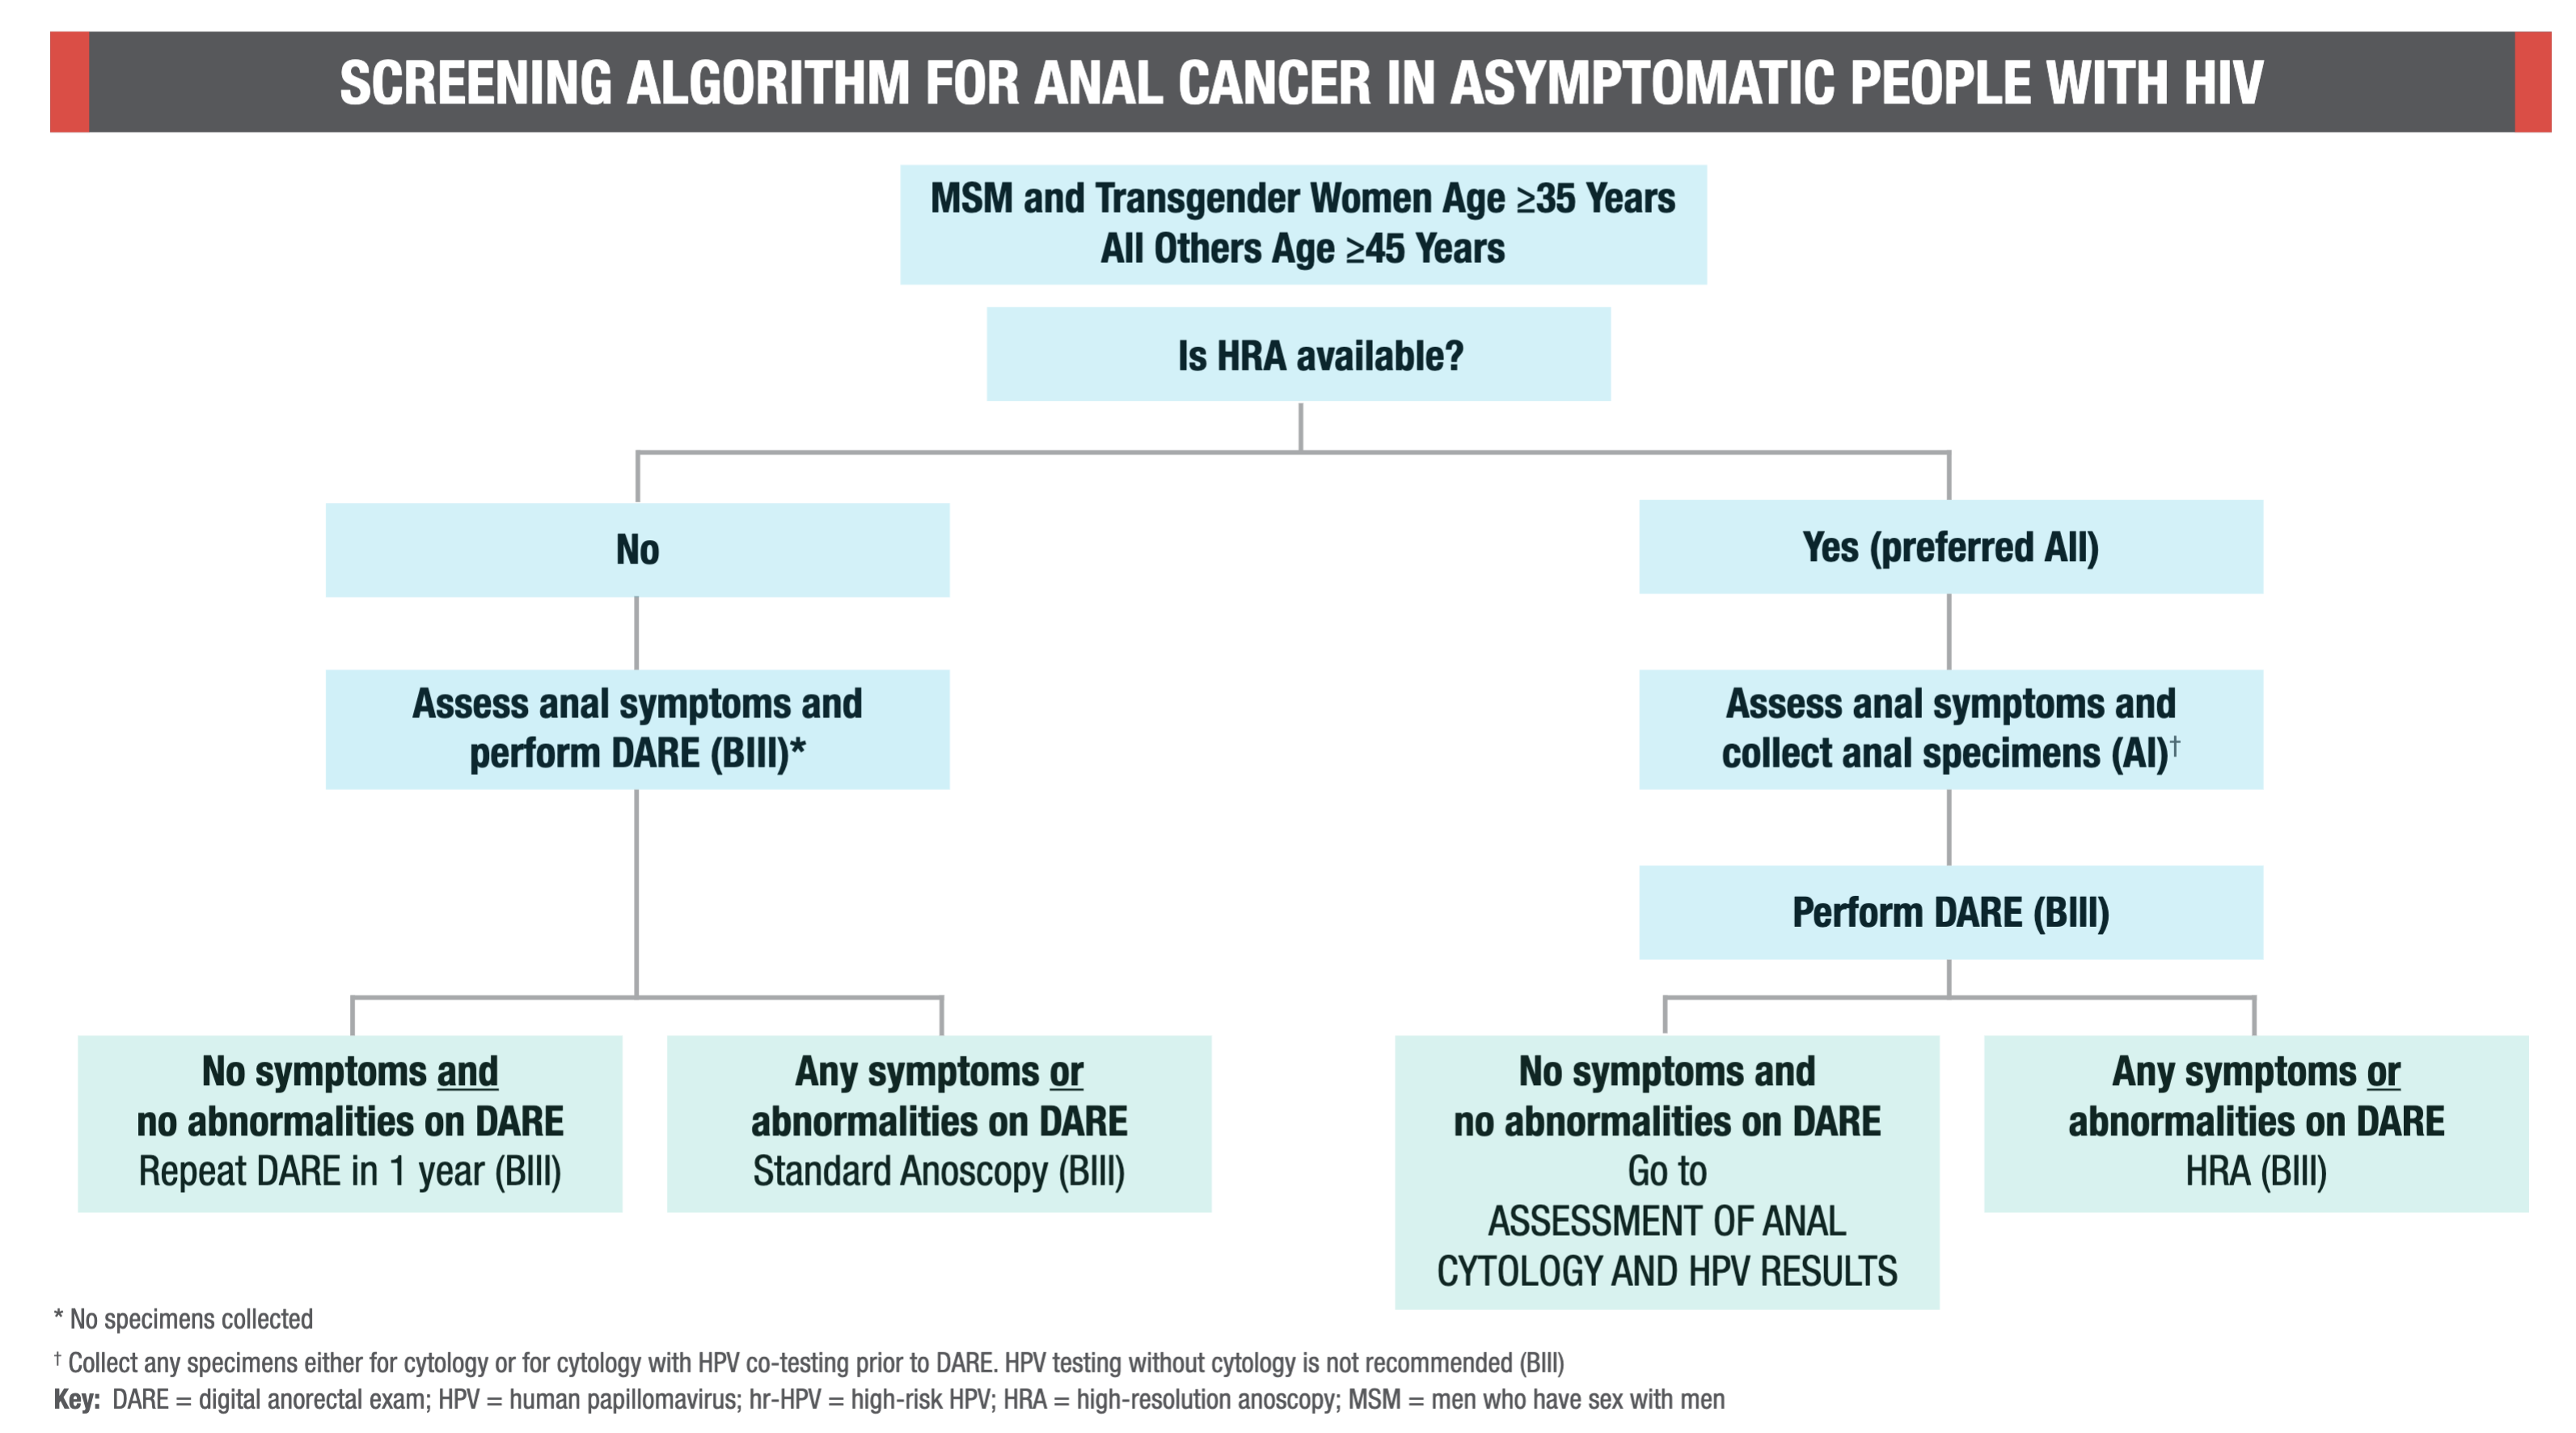 SCREENING ALGORITHM FOR ANAL CANCER IN ASYMPTOMATIC PEOPLE WITH HIV
MSM and Transgender Women Age ≥35 Years
All Others Age ≥45 Years
Is HRA available?
No
Yes (preferred AII)
Assess anal symptoms and
perform DARE (BIII)*
Assess anal symptoms and
collect anal specimens (AI)†
Perform DARE (BIII)
No symptoms and
no abnormalities on DARE
Repeat DARE in 1 year (BIII)
Any symptoms or
abnormalities on DARE
Standard Anoscopy (BIII)
No symptoms and
no abnormalities on DARE
Go to
ASSESSMENT OF ANAL
CYTOLOGY AND HPV RESULTS
Any symptoms or
abnormalities on DARE
HRA (BIII)
* No specimens collected
† Collect any specimens either for cytology or for cytology with HPV co-testing prior to DARE. HPV testing without cytology is not recommended (BIII)
Key: DARE = digital anorectal exam; HPV = human papillomavirus; hr-HPV = high-risk HPV; HRA = high-resolution anoscopy; MSM = men who have sex with men